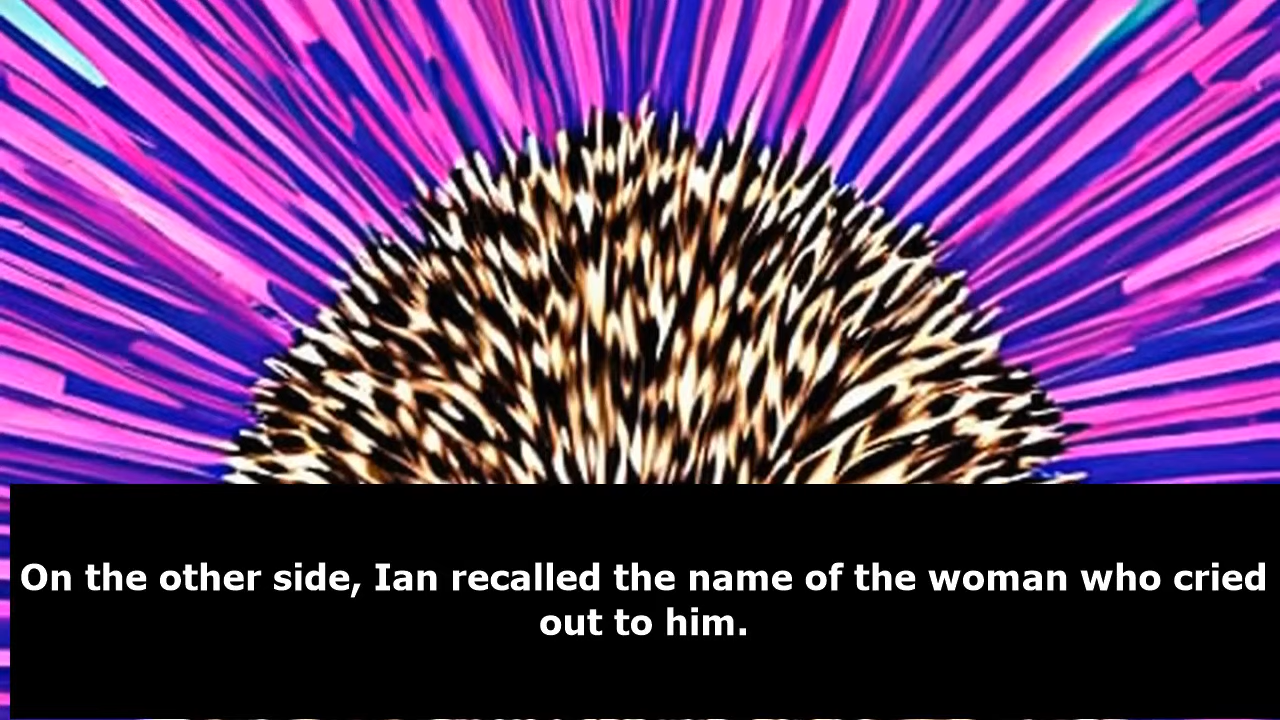 On the other side, Ian recalled the name of the woman who cried
out to him.